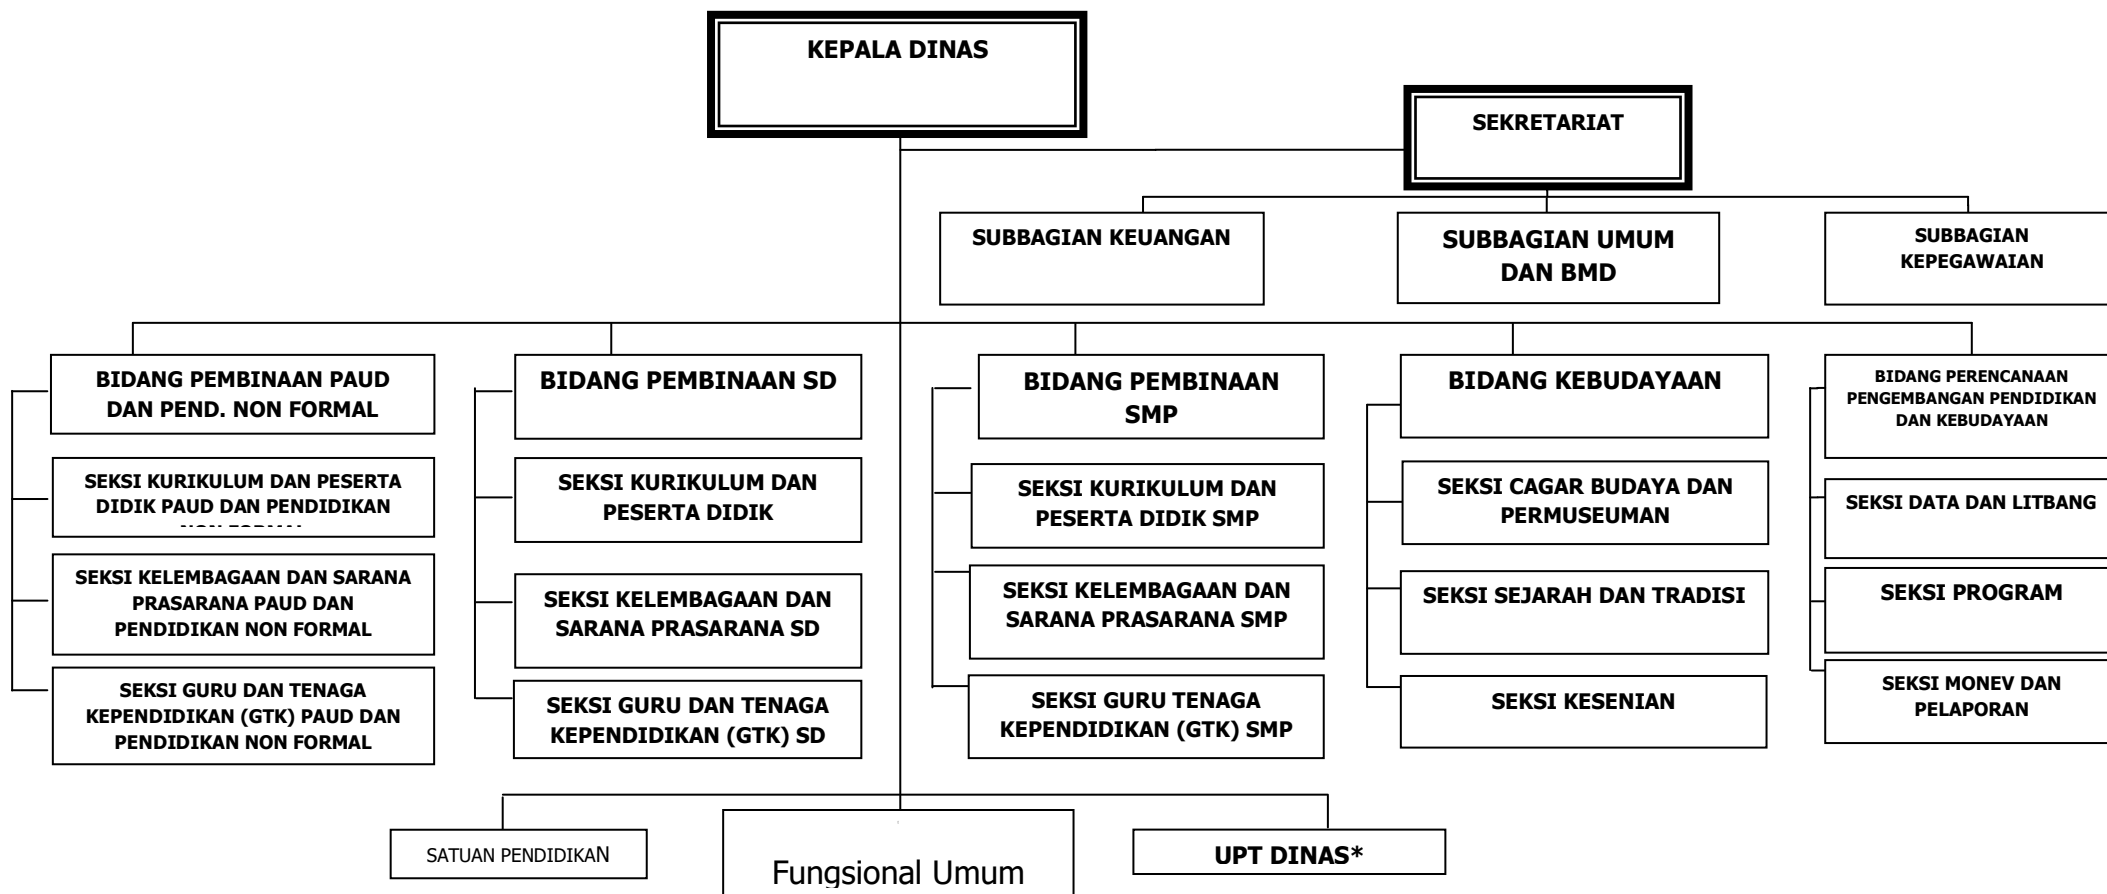 KEPALA DINAS
SEKRETARIAT
SUBBAGIAN KEUANGAN
SUBBAGIAN UMUM
DAN BMD
SUBBAGIAN
KEPEGAWAIAN
BIDANG PEMBINAAN PAUD
DAN PEND. NON FORMAL
SEKSI KURIKULUM DAN PESERTA
DIDIK PAUD DAN PENDIDIKAN
NON FORMAL
SEKSI KELEMBAGAAN DAN SARANA
PRASARANA PAUD DAN
PENDIDIKAN NON FORMAL
SEKSI GURU DAN TENAGA
KEPENDIDIKAN (GTK) PAUD DAN
PENDIDIKAN NON FORMAL
BIDANG PEMBINAAN SD
SEKSI KURIKULUM DAN
PESERTA DIDIK
SEKSI KELEMBAGAAN DAN
SARANA PRASARANA SD
SEKSI GURU DAN TENAGA
KEPENDIDIKAN (GTK) SD
BIDANG PEMBINAAN
SMP
SEKSI KURIKULUM DAN
PESERTA DIDIK SMP
SEKSI KELEMBAGAAN DAN
SARANA PRASARANA SMP
SEKSI GURU TENAGA
KEPENDIDIKAN (GTK) SMP
BIDANG KEBUDAYAAN
SEKSI CAGAR BUDAYA DAN
PERMUSEUMAN
SEKSI SEJARAH DAN TRADISI
SEKSI KESENIAN
BIDANG PERENCANAAN
PENGEMBANGAN PENDIDIKAN
DAN KEBUDAYAAN
SEKSI DATA DAN LITBANG
SEKSI PROGRAM
SEKSI MONEV DAN
PELAPORAN
SATUAN PENDIDIKAN
Fungsional Umum
UPT DINAS*